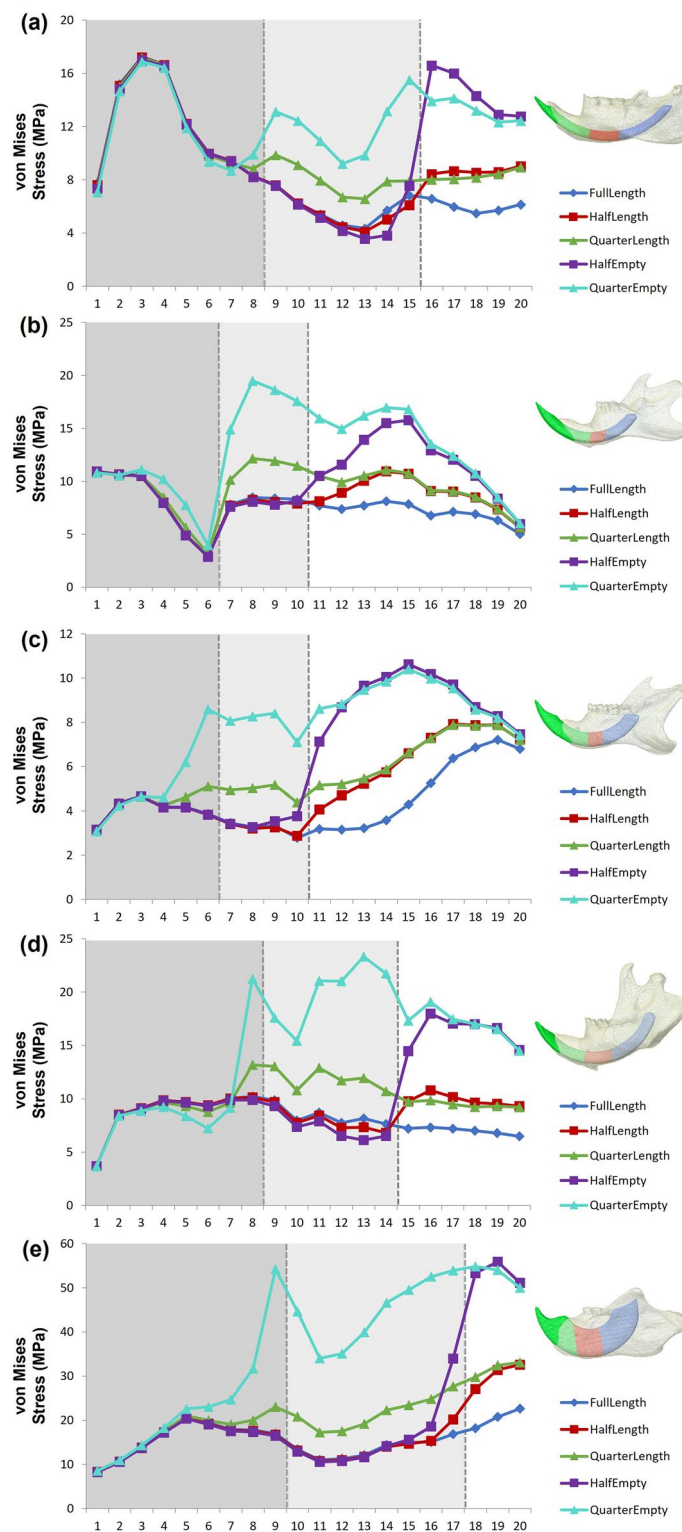 (a)
von Mises
Stress (MPa)
20
16
12
8
4
0
1 2 3 4 5 6 7 8 9 10 11 12 13 14 15 16 17 18 19 20
FullLength
HalfLength
QuarterLength
HalfEmpty
QuarterEmpty
(b)
von Mises
Stress (MPa)
25
20
15
10
5
0
1 2 3 4 5 6 7 8 9 10 11 12 13 14 15 16 17 18 19 20
FullLength
HalfLength
QuarterLength
HalfEmpty
QuarterEmpty
(c)
von Mises
Stress (MPa)
12
10
8
6
4
2
0
1 2 3 4 5 6 7 8 9 10 11 12 13 14 15 16 17 18 19 20
FullLength
HalfLength
QuarterLength
HalfEmpty
QuarterEmpty
(d)
von Mises
Stress (MPa)
25
20
15
10
5
0
1 2 3 4 5 6 7 8 9 10 11 12 13 14 15 16 17 18 19 20
FullLength
HalfLength
QuarterLength
HalfEmpty
QuarterEmpty
(e)
von Mises
Stress (MPa)
60
50
40
30
20
10
0
1 2 3 4 5 6 7 8 9 10 11 12 13 14 15 16 17 18 19 20
FullLength
HalfLength
QuarterLength
HalfEmpty
QuarterEmpty